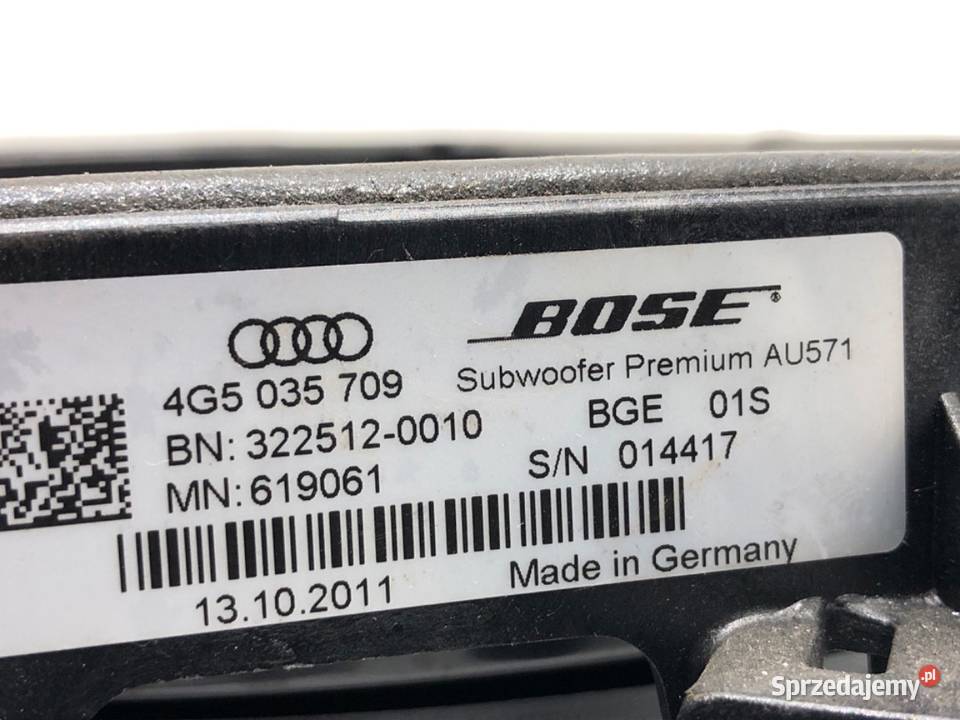 BOSE®
4G5 035 709
Subwoofer Premium AU571
BN: 322512-0010
BGE 01S
MN: 619061
S/N 014417
13.10.2011
Made in Germany
Sprzedajemy.pl